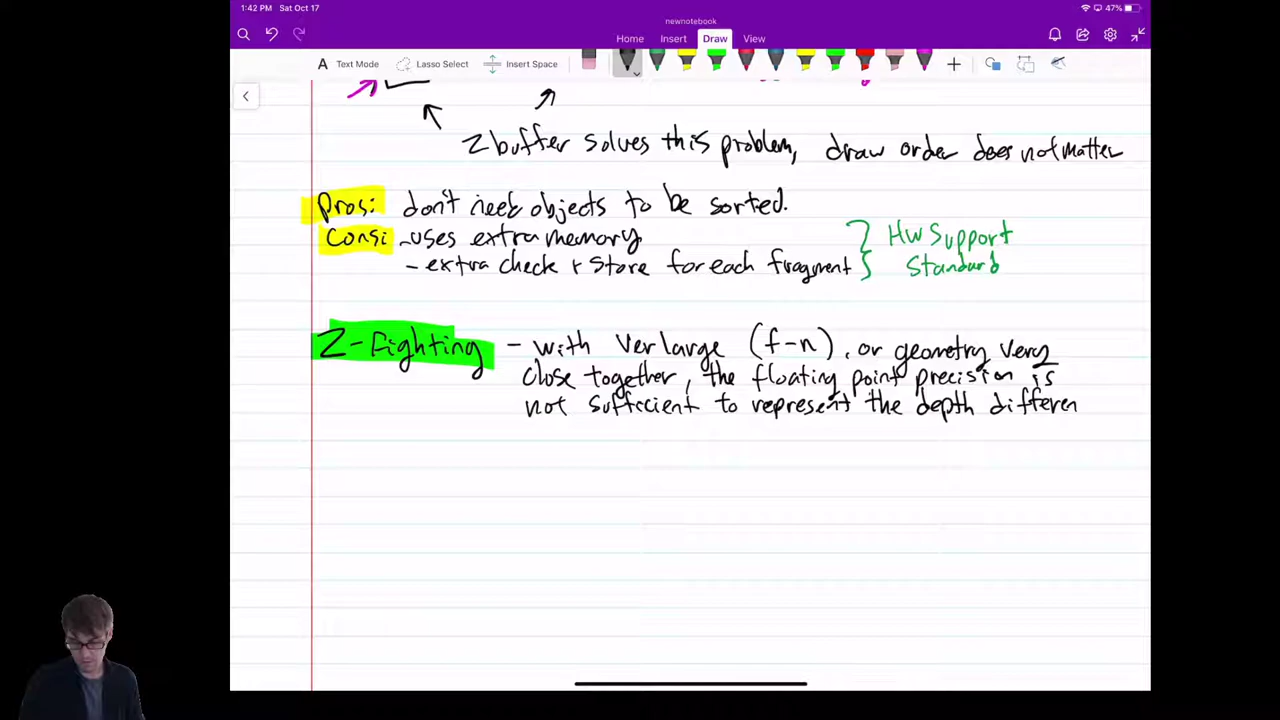 1:42 PM Sat Oct 17
47%
newnotebook
Home Insert Draw View
A Text Mode Lasso Select Insert Space
Z buffer solves this problem, draw order does not matter
Pros: don't need objects to be sorted.
Cons: -uses extra memory
- extra check + store for each fragment
HW Support
Standard
Z-Fighting - with Ver large (f-n), or geometry very
close together, the floating point precision is
not sufficient to represent the depth differen